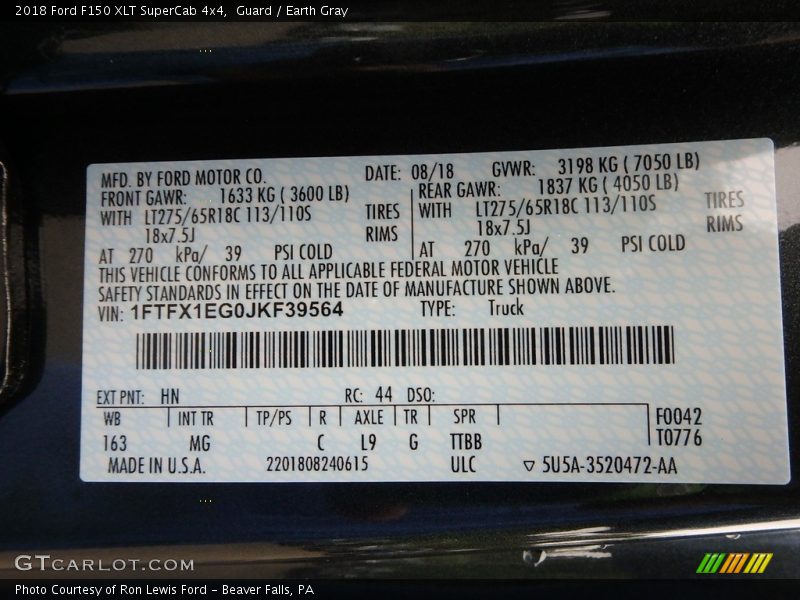 2018 Ford F150 XLT SuperCab 4x4,  Guard / Earth Gray
MFD. BY FORD MOTOR CO. DATE: 08/18 GVWR: 3198 KG ( 7050 LB)
FRONT GAWR: 1633 KG ( 3600 LB) REAR GAWR: 1837 KG ( 4050 LB)
WITH LT275/65R18C 113/110S TIRES WITH LT275/65R18C 113/110S TIRES
18x7.5J RIMS 18x7.5J RIMS
AT 270 kPa/ 39 PSI COLD AT 270 kPa/ 39 PSI COLD
THIS VEHICLE CONFORMS TO ALL APPLICABLE FEDERAL MOTOR VEHICLE
SAFETY STANDARDS IN EFFECT ON THE DATE OF MANUFACTURE SHOWN ABOVE.
VIN: 1FTFX1EG0JKF39564 TYPE: Truck
EXT PNT: HN RC: 44 DSO:
WB INT TR TP/PS R AXLE TR SPR F0042
163 MG C L9 G TTBB T0776
MADE IN U.S.A. 2201808240615 ULC ▽ 5U5A-3520472-AA
GTCARLOT.COM
Photo Courtesy of Ron Lewis Ford - Beaver Falls, PA